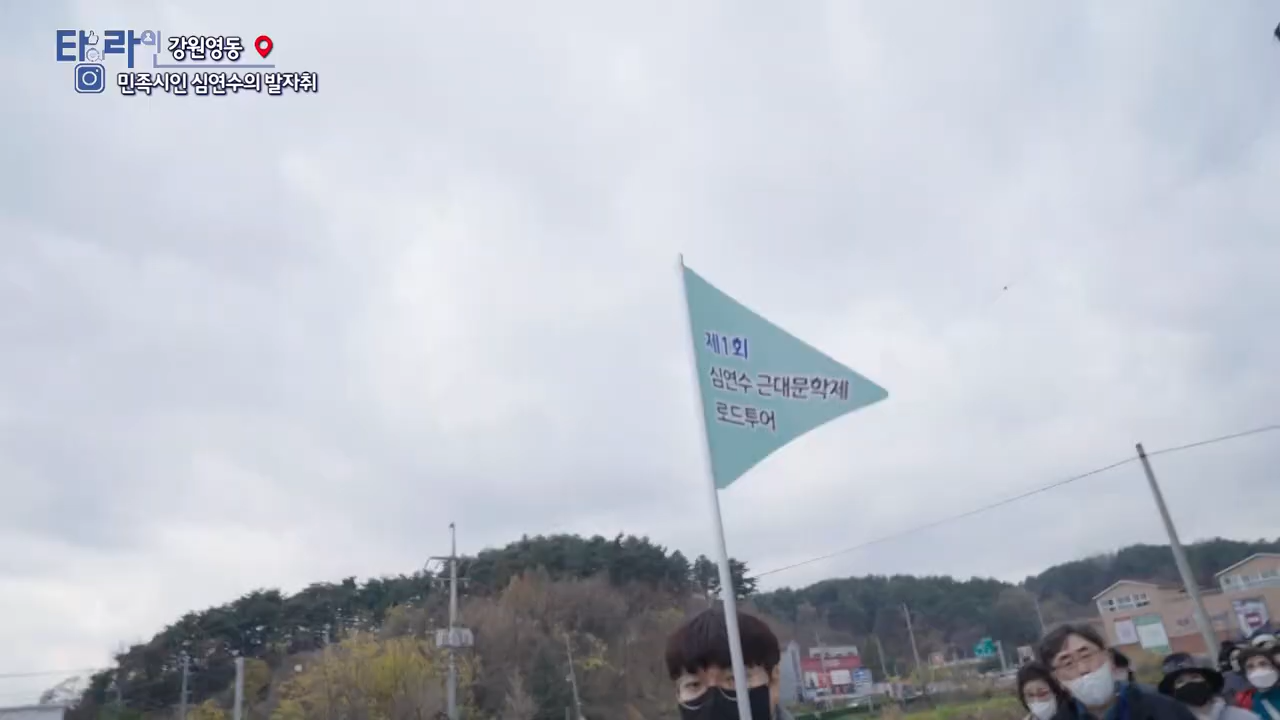 타라인
강원영동
민족시인 심연수의 발자취
제1회
심연수 근대문학제
로드투어